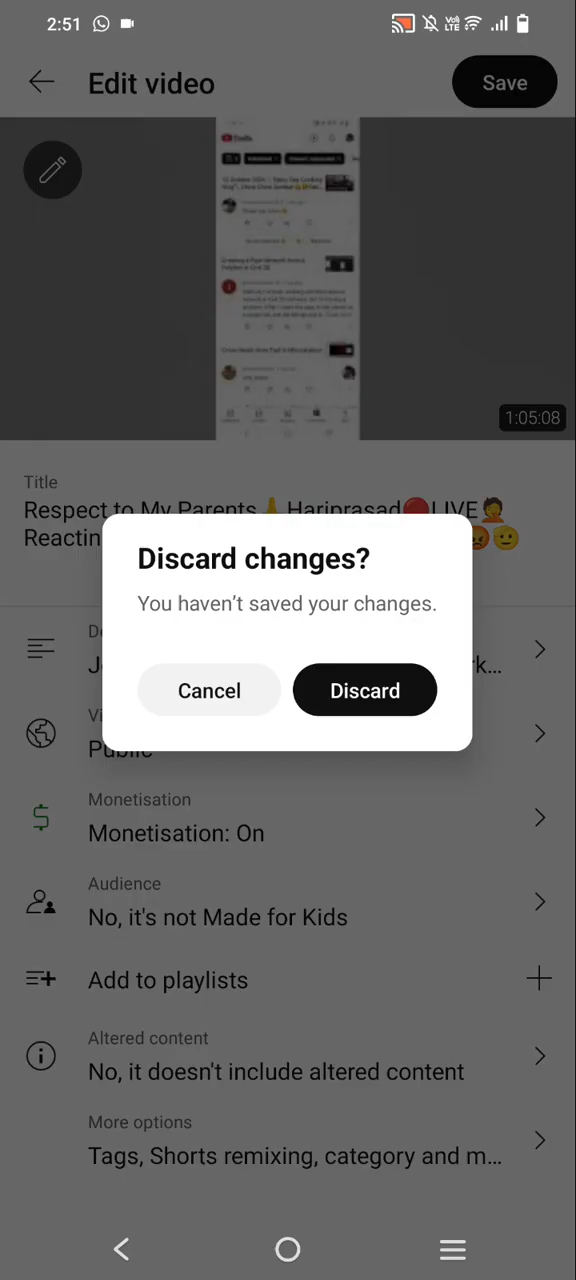 2:51
Edit video
Save
1:05:08
Title
Respect to My Parents🙏Hariprasad🔴LIVE🤦
Reactin
😡🫡
Discard changes?
You haven't saved your changes.
Cancel
Discard
k...
Public
Monetisation
Monetisation: On
Audience
No, it's not Made for Kids
Add to playlists
Altered content
No, it doesn't include altered content
More options
Tags, Shorts remixing, category and m...